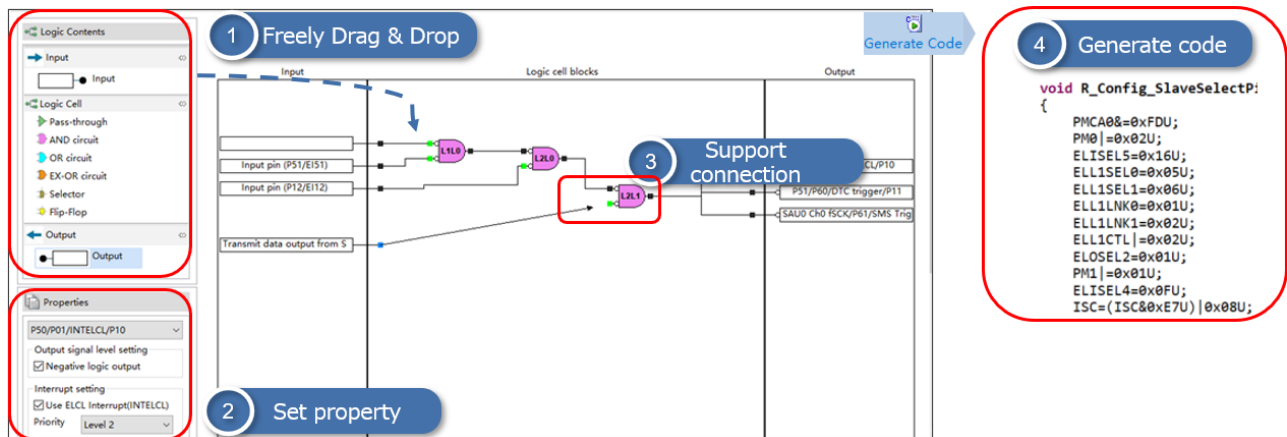 Logic Contents
Input
Input
Logic Cell
Pass-through
AND circuit
OR circuit
EX-OR circuit
Selector
Flip-Flop
Output
Output
Properties
P50/P01/INTELCL/P10
Output signal level setting
Negative logic output
Interrupt setting
Use ELCL Interrupt(INTELCL)
Priority Level 2
1 Freely Drag & Drop
2 Set property
Input
Logic cell blocks
Output
Input pin (P51/EI51)
Input pin (P12/EI12)
Transmit data output from S
L1L0
L2L0
L2L1
3 Support
connection
CL/P10
P51/P60/DTC trigger/P11
SAU0 Ch0 fSCK/P61/SMS Trig
Generate Code
4 Generate code
void R_Config_SlaveSelectPi
{
PMCA0&=0xFDU;
PM0|=0x02U;
ELISEL5=0x16U;
ELL1SEL0=0x05U;
ELL1SEL1=0x06U;
ELL1LNK0=0x01U;
ELL1LNK1=0x02U;
ELL1CTL|=0x02U;
ELOSEL2=0x01U;
PM1|=0x01U;
ELISEL4=0x0FU;
ISC=(ISC&0xE7U)|0x08U;